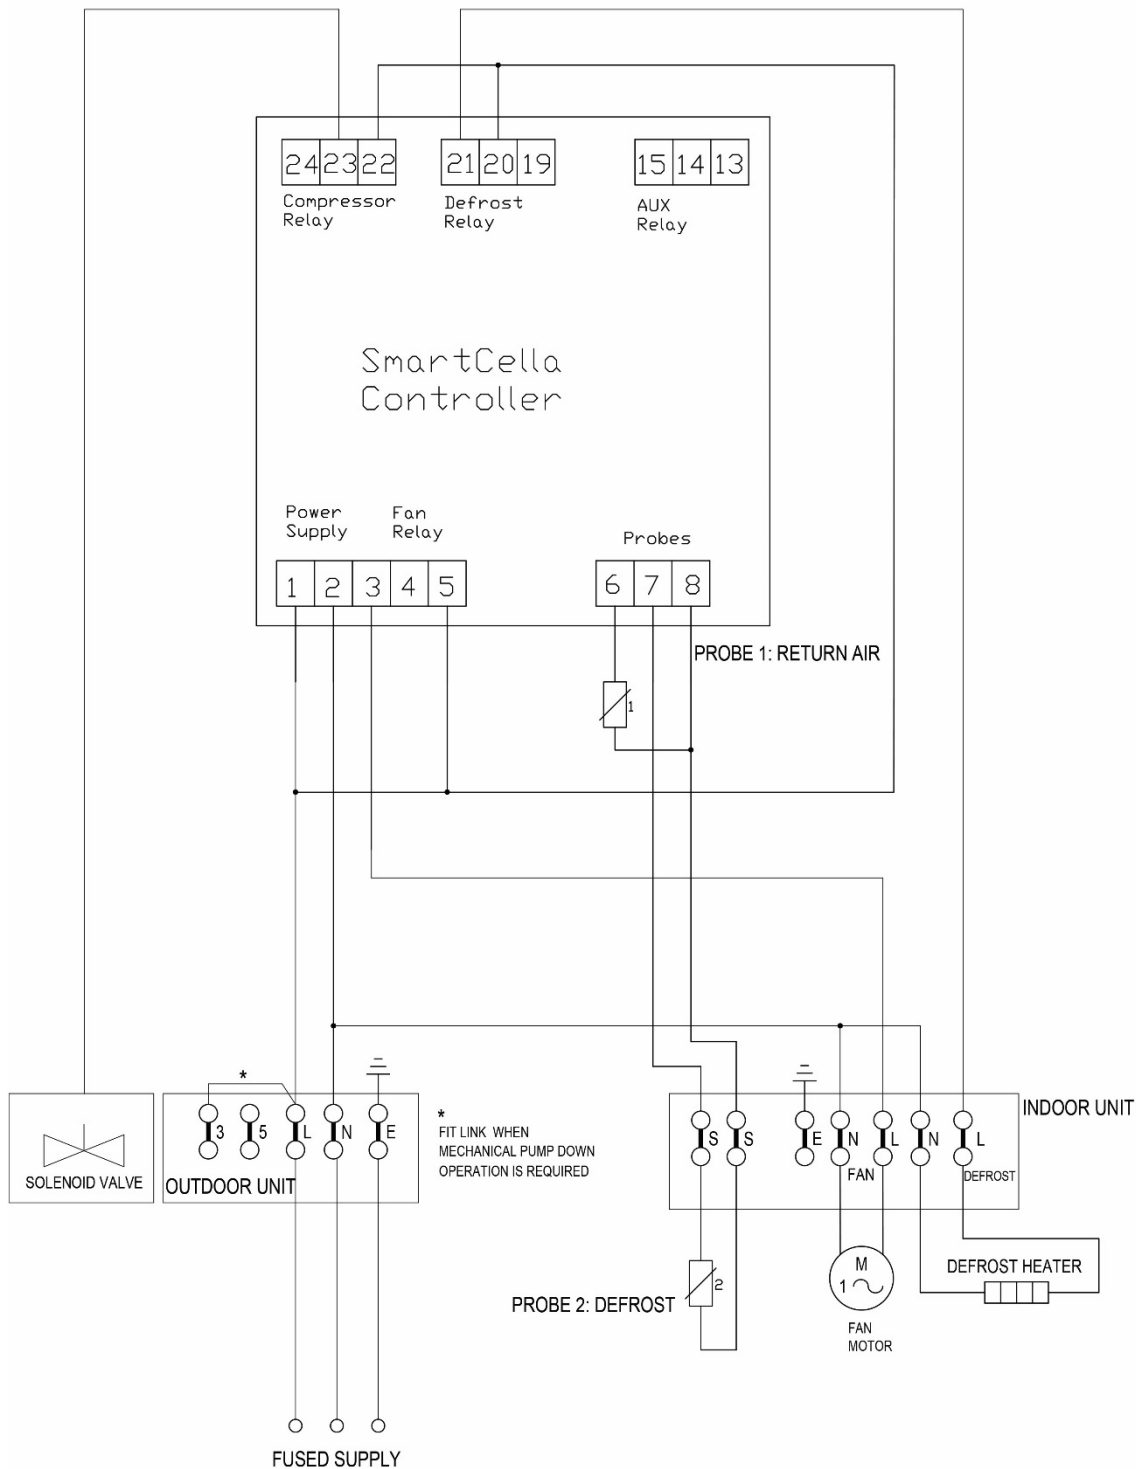 24 23 22
21 20 19
15 14 13
Compressor
Relay
Defrost
Relay
AUX
Relay
SmartCella
Controller
Power
Supply
Fan
Relay
Probes
1 2 3 4 5
6 7 8
PROBE 1: RETURN AIR
1
*
3 5 L N E
OUTDOOR UNIT
SOLENOID VALVE
*
FIT LINK WHEN
MECHANICAL PUMP DOWN
OPERATION IS REQUIRED
INDOOR UNIT
S S E N L N L
FAN
DEFROST
2
PROBE 2: DEFROST
M
1
FAN
MOTOR
DEFROST HEATER
FUSED SUPPLY